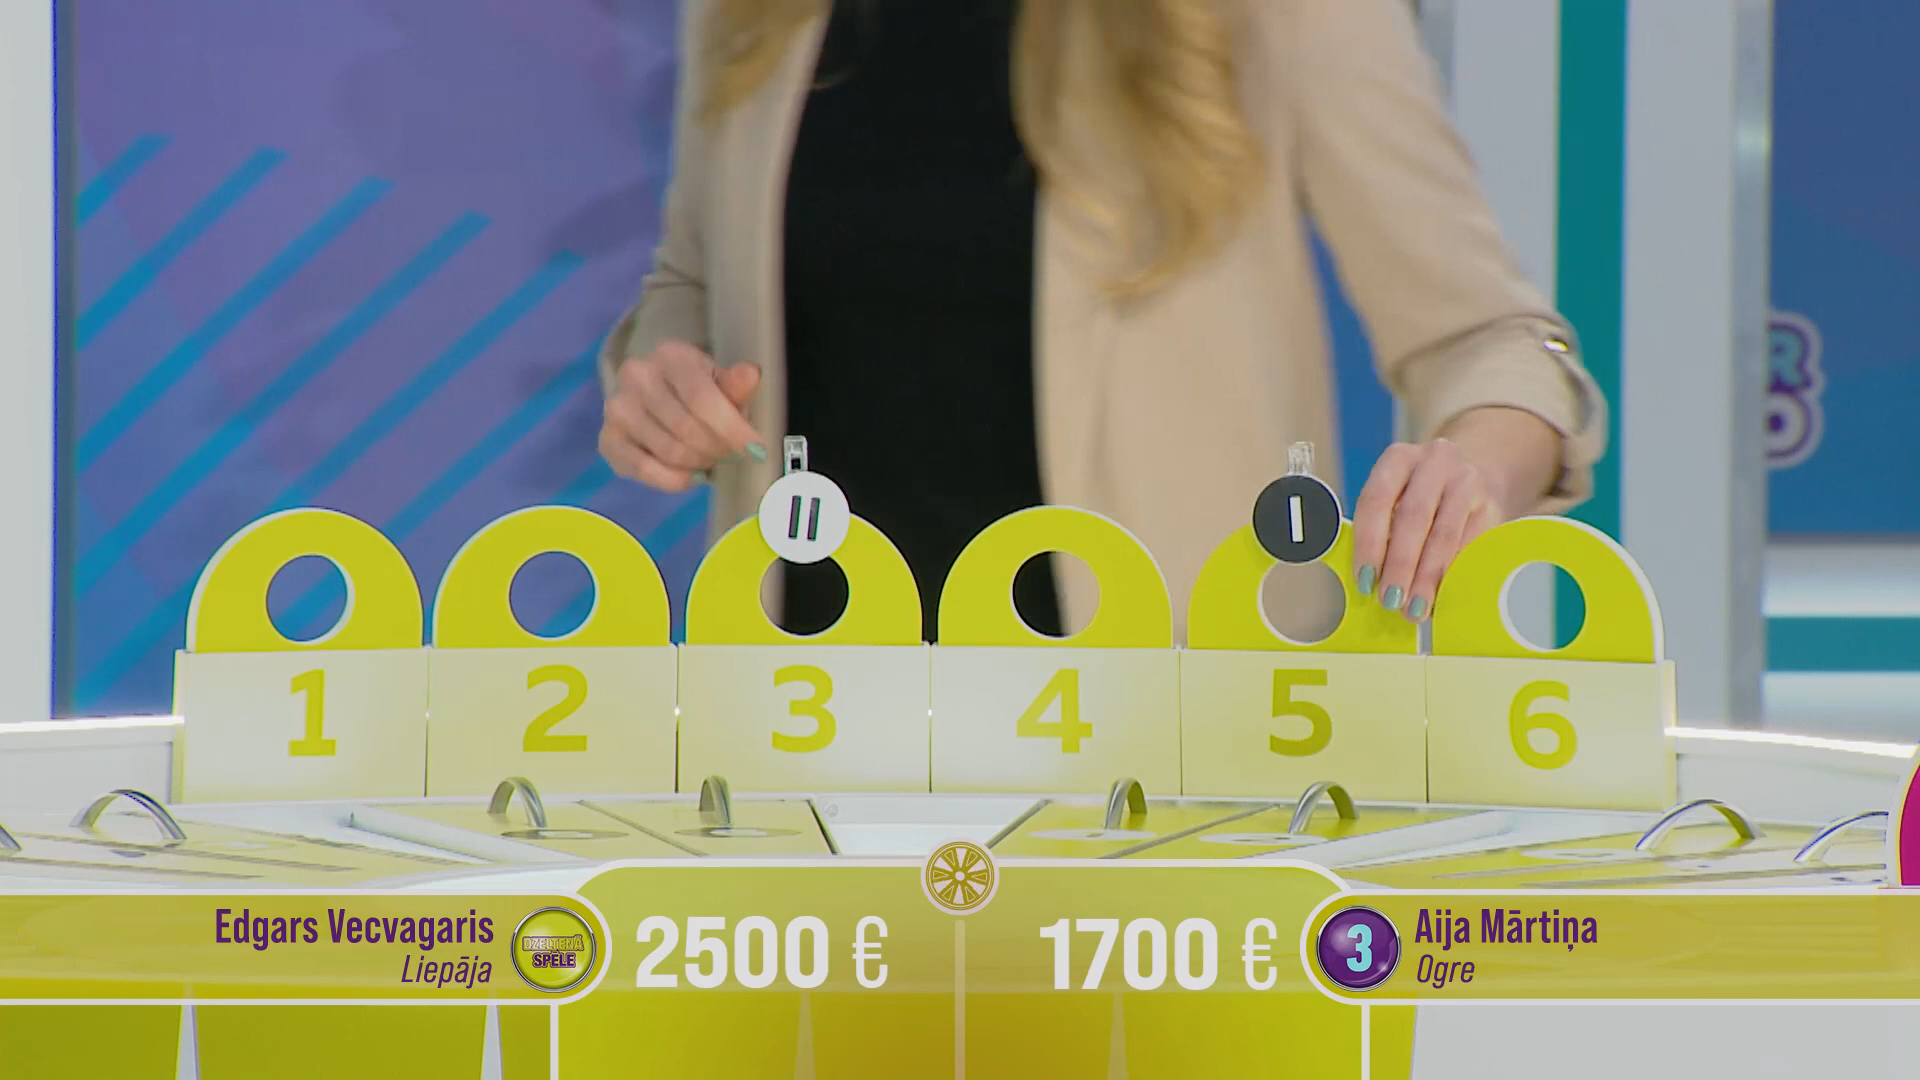 R
O
II
I
1
2
3
4
5
6
Edgars Vecvagaris
Liepāja
DZELTENĀ
SPĒLE
2500 €
1700 €
3
Aija Mārtiņa
Ogre